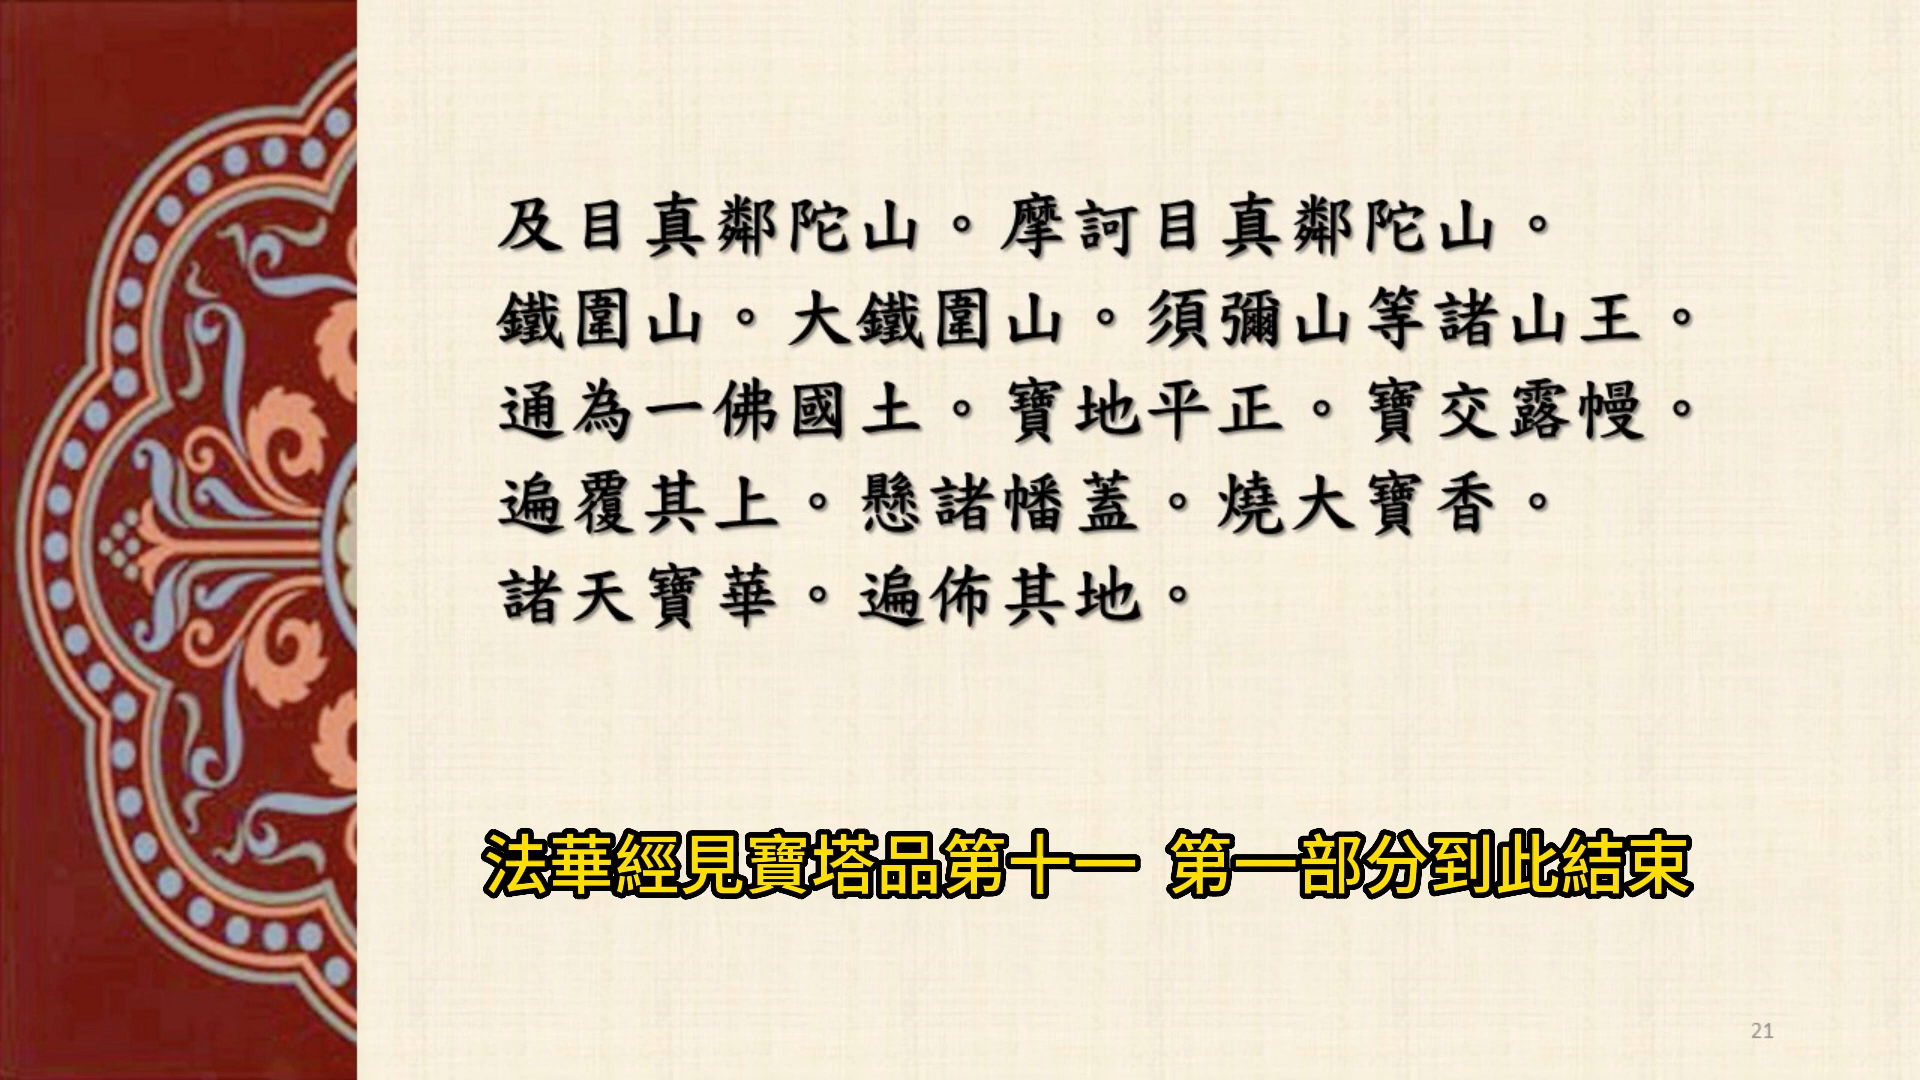 及目真鄰陀山。摩訶目真鄰陀山。
鐵圍山。大鐵圍山。須彌山等諸山王。
通為一佛國土。寶地平正。寶交露幔。
遍覆其上。懸諸幡蓋。燒大寶香。
諸天寶華。遍佈其地。
法華經見寶塔品第十一 第一部分到此結束
21